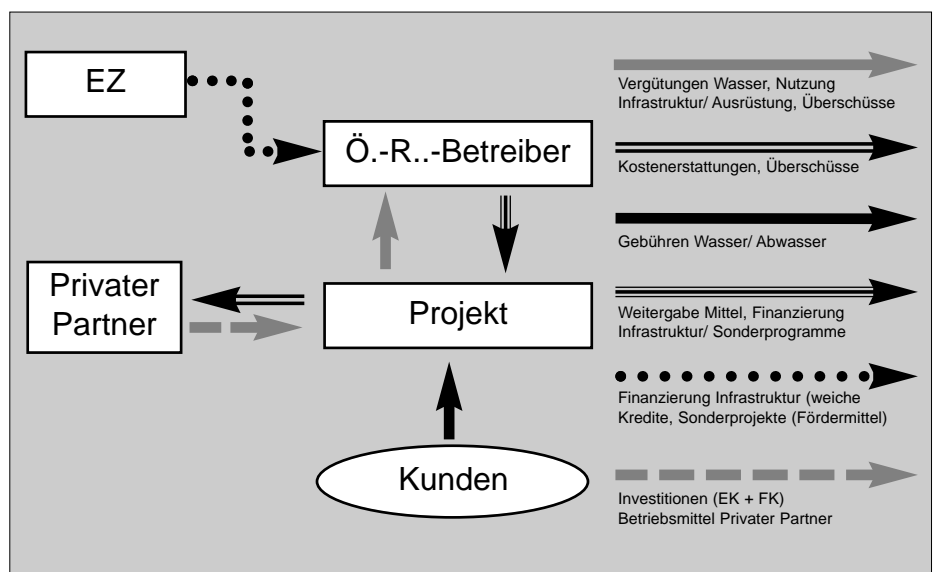 EZ
Ö.-R..-Betreiber
Privater
Partner
Projekt
Kunden
Vergütungen Wasser, Nutzung
Infrastruktur/ Ausrüstung, Überschüsse
Kostenerstattungen, Überschüsse
Gebühren Wasser/ Abwasser
Weitergabe Mittel, Finanzierung
Infrastruktur/ Sonderprogramme
Finanzierung Infrastruktur (weiche
Kredite, Sonderprojekte (Fördermittel)
Investitionen (EK + FK)
Betriebsmittel Privater Partner